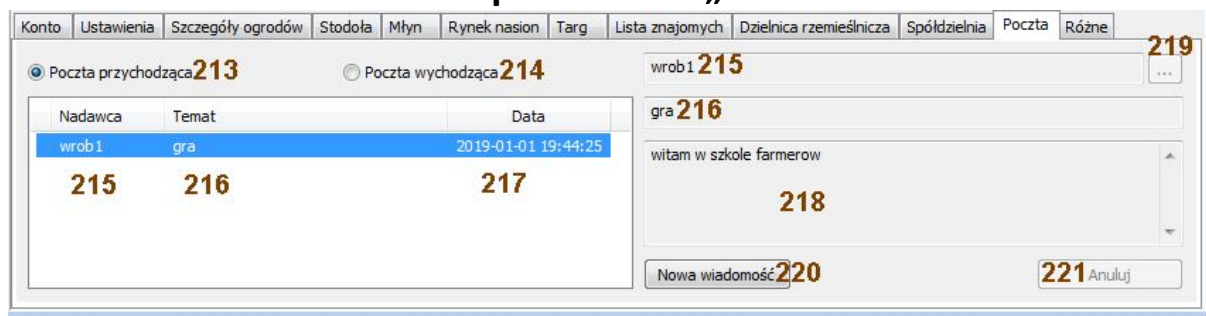 Konto Ustawienia Szczegóły ogrodów Stodoła Młyn Rynek nasion Targ Lista znajomych Dzielnica rzemieślnicza Spółdzielnia Poczta Różne
219
Poczta przychodząca 213 Poczta wychodząca 214
wrob1 215 ...
Nadawca Temat Data
gra 216
wrob1 gra 2019-01-01 19:44:25
witam w szkole farmerow
215 216 217
218
Nowa wiadomość 220 221 Anuluj